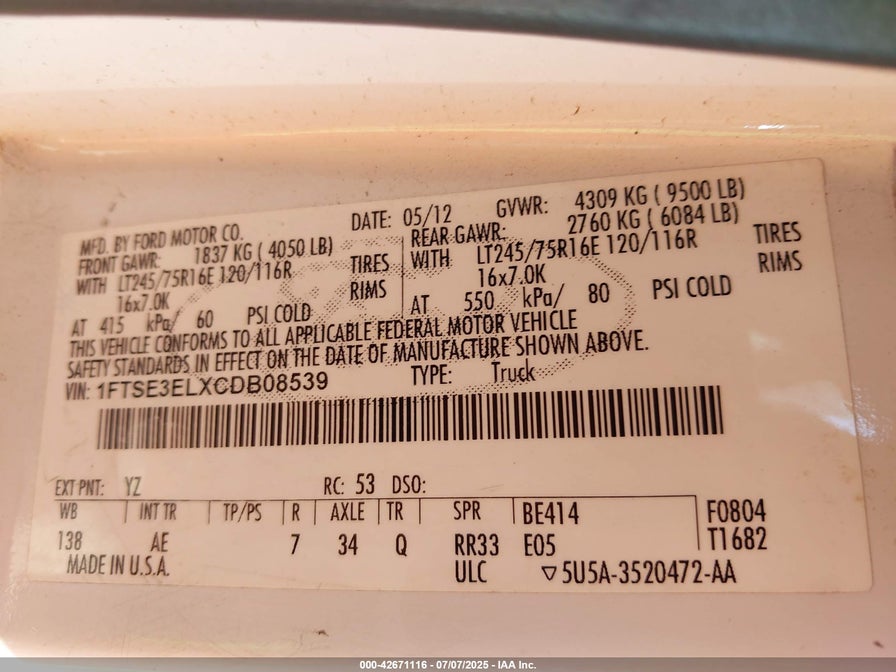 MFD. BY FORD MOTOR CO. DATE: 05/12 GVWR: 4309 KG ( 9500 LB)
FRONT GAWR: 1837 KG ( 4050 LB) REAR GAWR: 2760 KG ( 6084 LB)
WITH LT245/75R16E 120/116R TIRES WITH LT245/75R16E 120/116R TIRES
16x7.0K RIMS 16x7.0K RIMS
AT 415 kPa/ 60 PSI COLD AT 550 kPa/ 80 PSI COLD
THIS VEHICLE CONFORMS TO ALL APPLICABLE FEDERAL MOTOR VEHICLE
SAFETY STANDARDS IN EFFECT ON THE DATE OF MANUFACTURE SHOWN ABOVE.
VIN: 1FTSE3ELXCDB08539 TYPE: Truck
EXT PNT: YZ RC: 53 DSO:
WB INT TR TP/PS R AXLE TR SPR BE414 F0804
138 AE 7 34 Q RR33 E05 T1682
MADE IN U.S.A. ULC ▽5U5A-3520472-AA
000-42671116 - 07/07/2025 - IAA Inc.